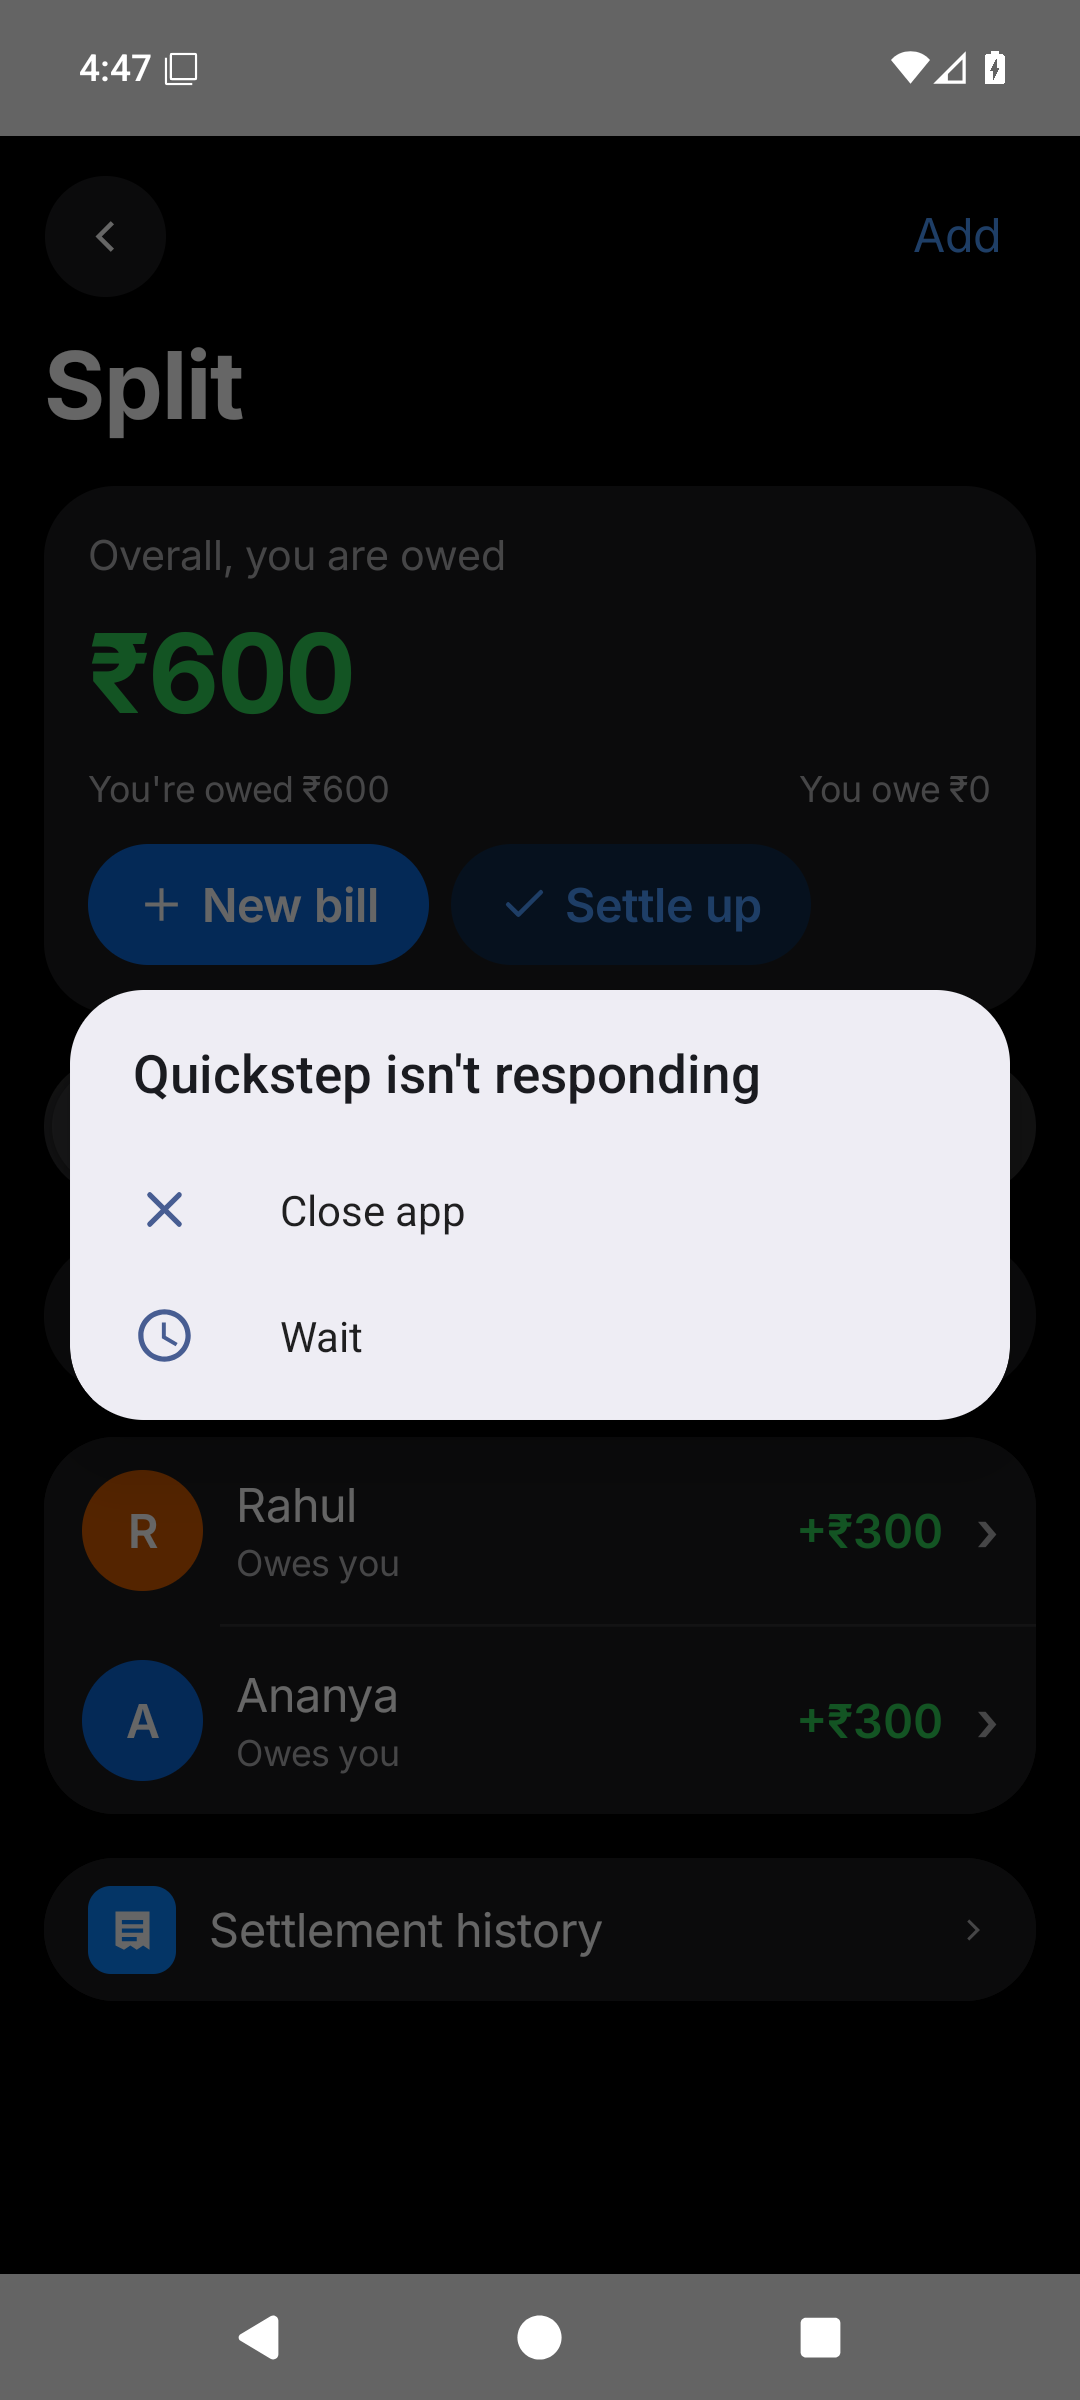 4:47
Add
Split
Overall, you are owed
₹600
You're owed ₹600 You owe ₹0
New bill Settle up
Quickstep isn't responding
Close app
Wait
R Rahul +₹300
Owes you
A Ananya +₹300
Owes you
Settlement history